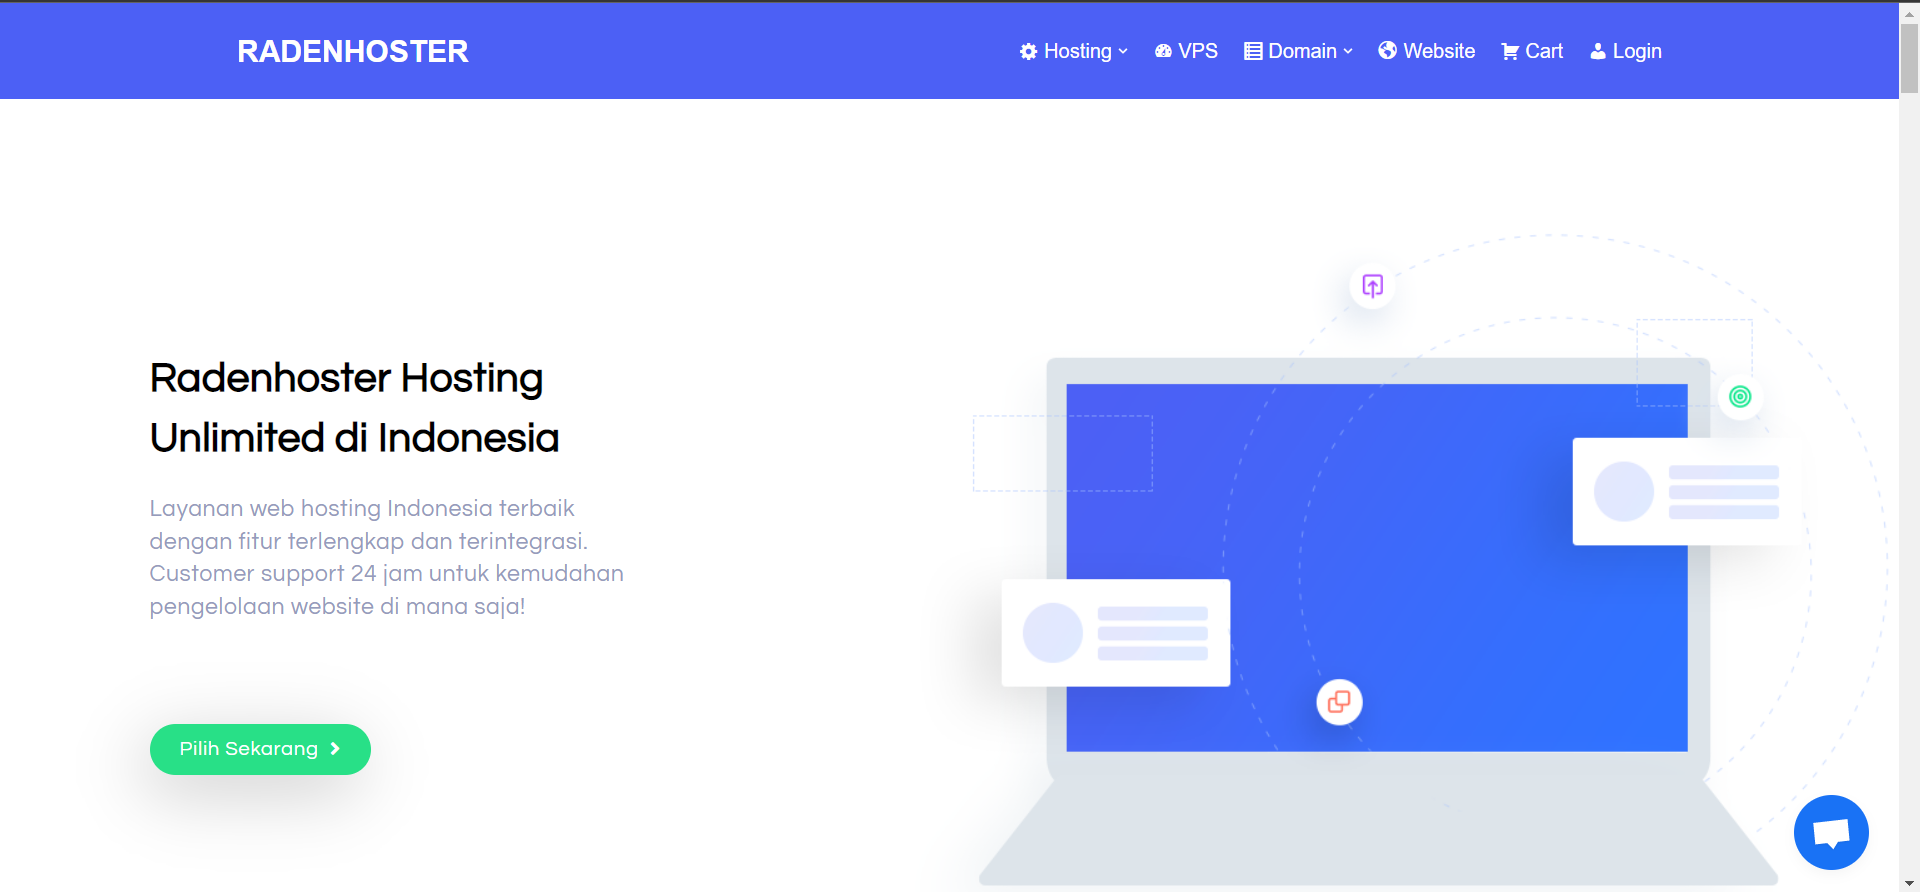 RADENHOSTER
Hosting VPS Domain Website Cart Login
Radenhoster Hosting
Unlimited di Indonesia
Layanan web hosting Indonesia terbaik
dengan fitur terlengkap dan terintegrasi.
Customer support 24 jam untuk kemudahan
pengelolaan website di mana saja!
Pilih Sekarang